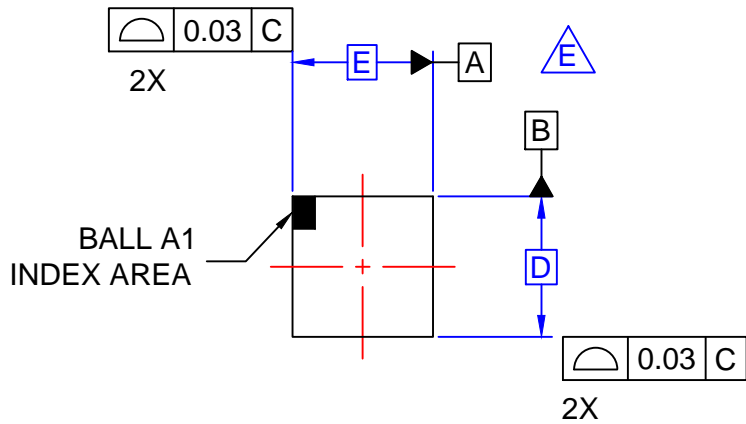 ⌓ 0.03 C
2X
E
A
E
B
BALL A1
INDEX AREA
D
⌓ 0.03 C
2X